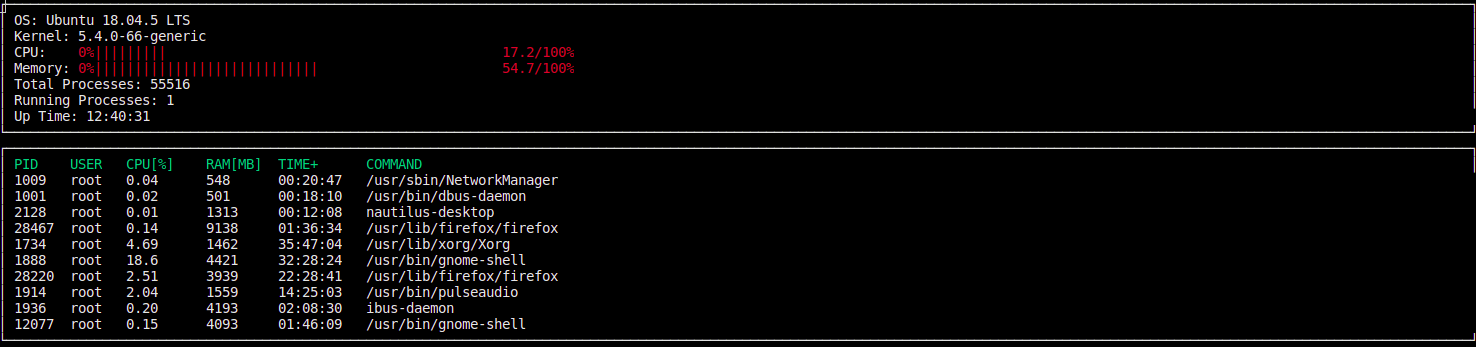 OS: Ubuntu 18.04.5 LTS
Kernel: 5.4.0-66-generic
CPU: 0%||||||||| 17.2/100%
Memory: 0%|||||||||||||||||||||||||||| 54.7/100%
Total Processes: 55516
Running Processes: 1
Up Time: 12:40:31
PID USER CPU[%] RAM[MB] TIME+ COMMAND
1009 root 0.04 548 00:20:47 /usr/sbin/NetworkManager
1001 root 0.02 501 00:18:10 /usr/bin/dbus-daemon
2128 root 0.01 1313 00:12:08 nautilus-desktop
28467 root 0.14 9138 01:36:34 /usr/lib/firefox/firefox
1734 root 4.69 1462 35:47:04 /usr/lib/xorg/Xorg
1888 root 18.6 4421 32:28:24 /usr/bin/gnome-shell
28220 root 2.51 3939 22:28:41 /usr/lib/firefox/firefox
1914 root 2.04 1559 14:25:03 /usr/bin/pulseaudio
1936 root 0.20 4193 02:08:30 ibus-daemon
12077 root 0.15 4093 01:46:09 /usr/bin/gnome-shell